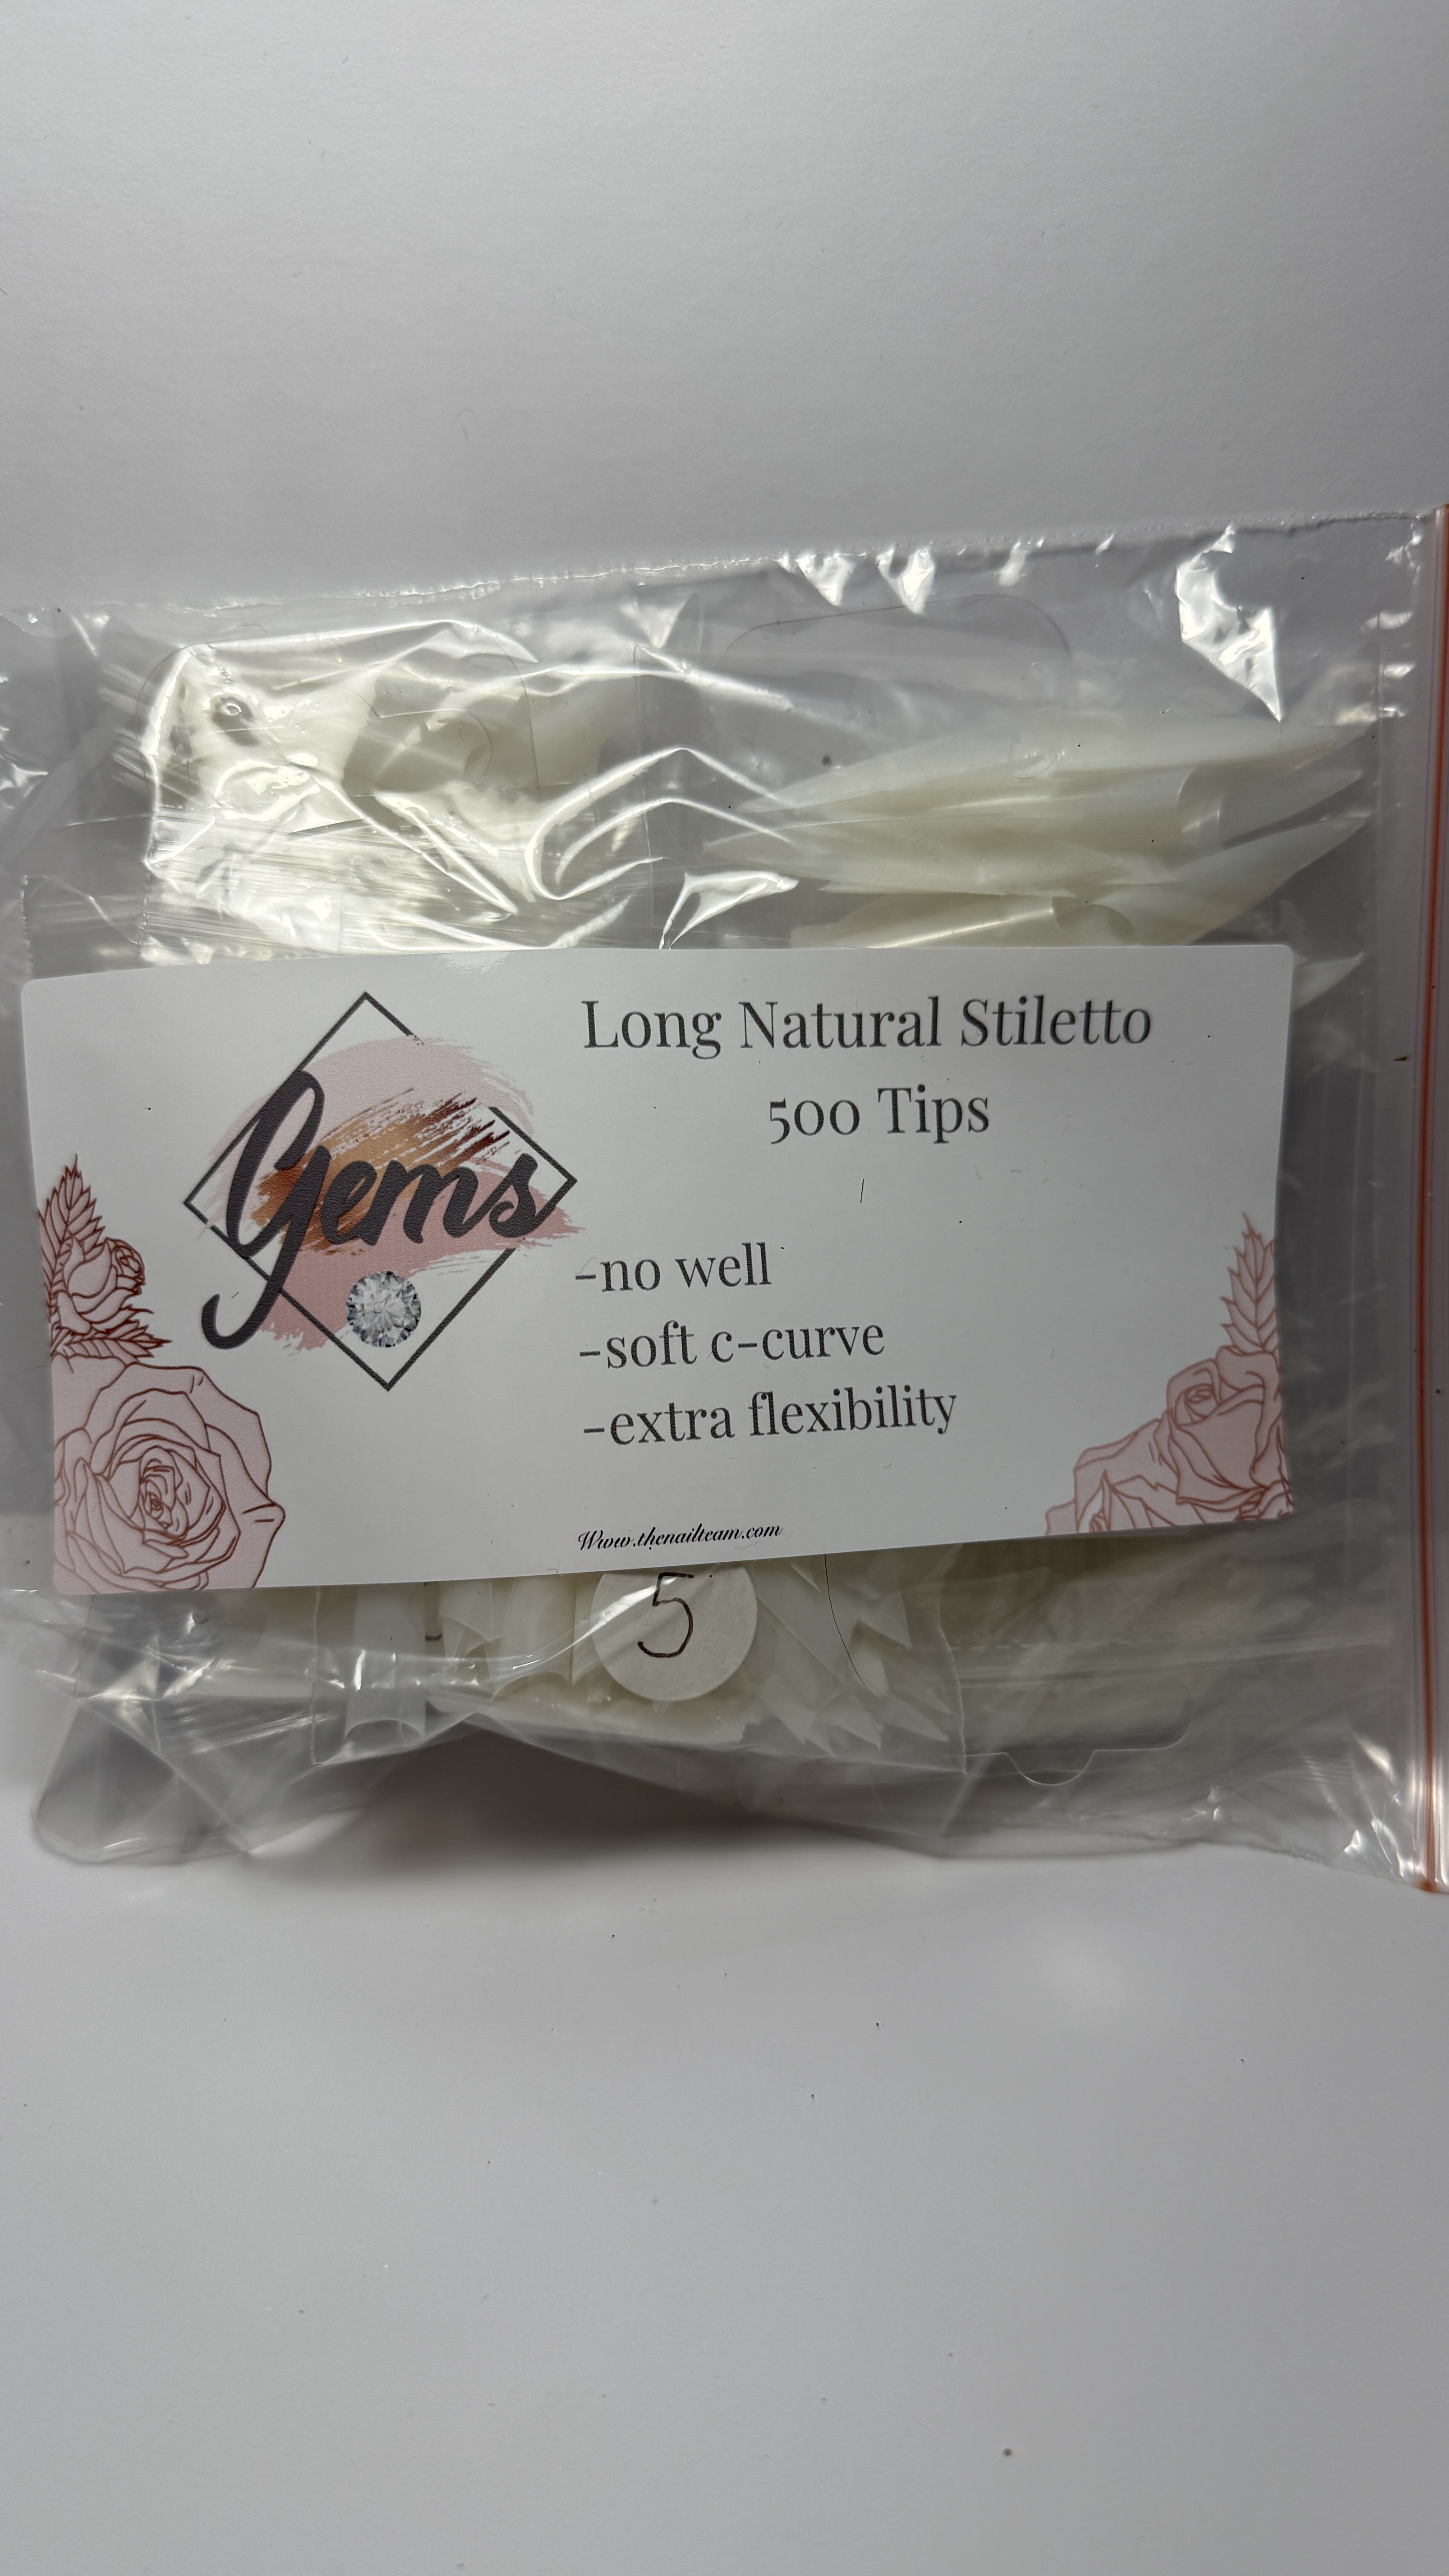 Gems
Long Natural Stiletto
500 Tips
-no well
-soft c-curve
-extra flexibility
Www.thenailteam.com
5